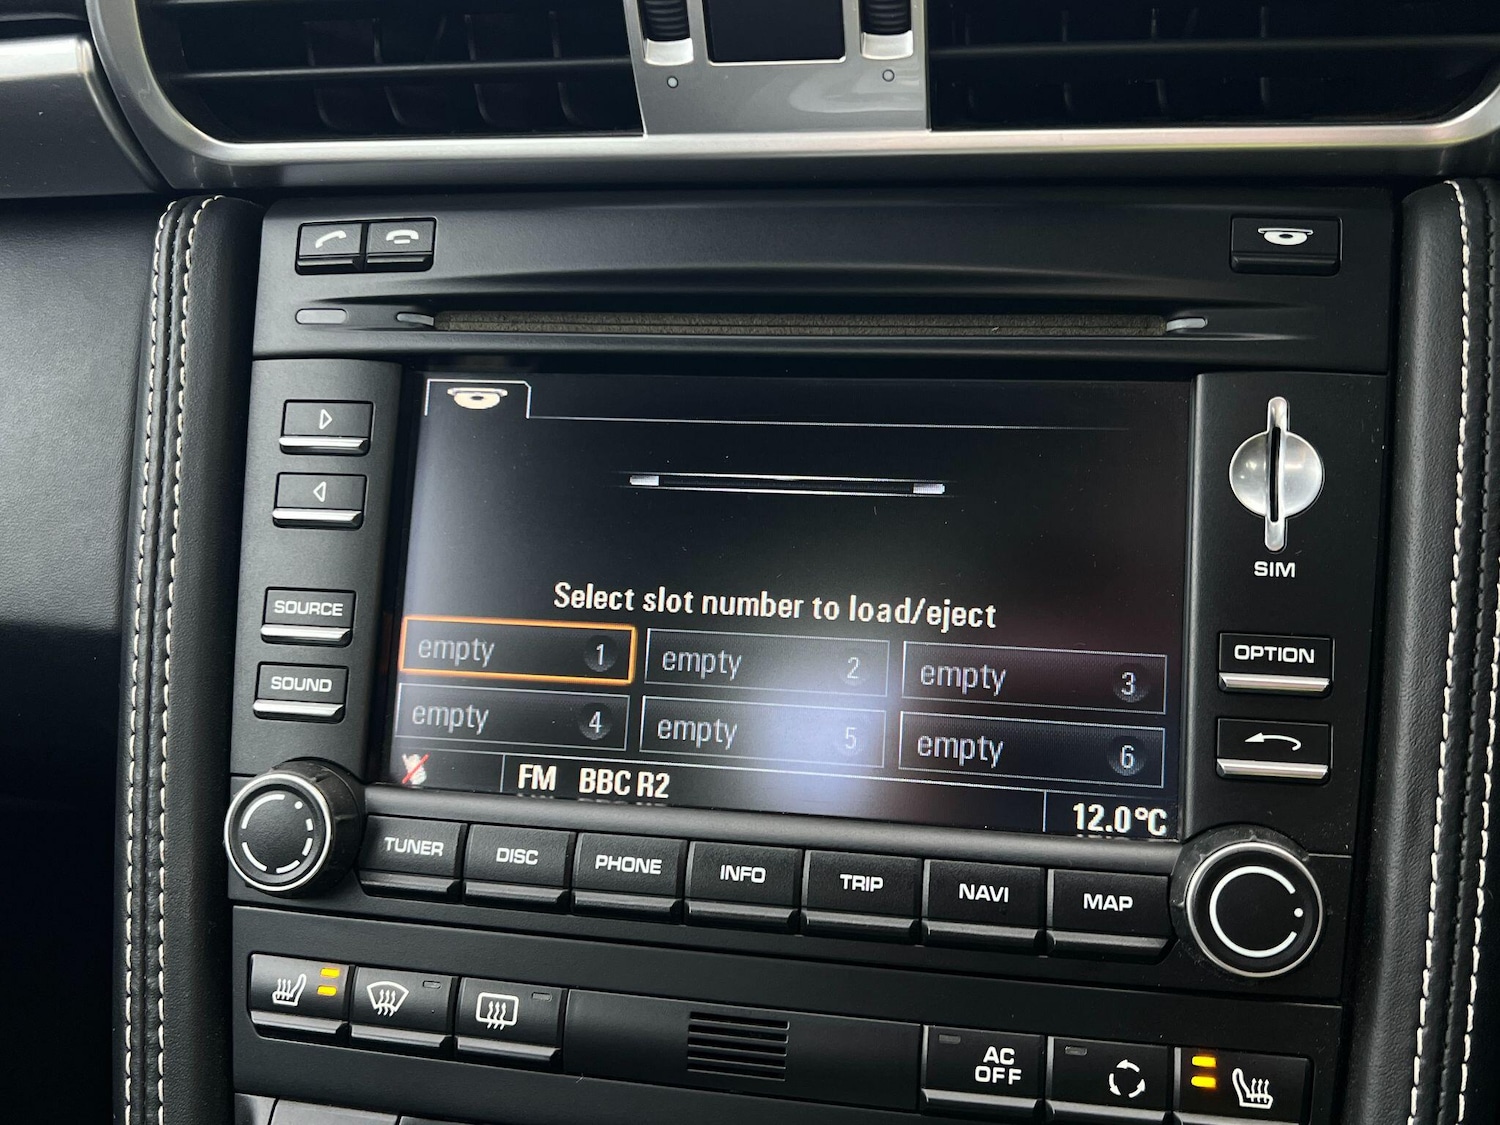 SIM
Select slot number to load/eject
SOURCE
empty 1 empty 2 empty 3
OPTION
SOUND
empty 4 empty 5 empty 6
FM BBC R2 12.0°C
TUNER DISC PHONE INFO TRIP NAVI MAP
AC
OFF